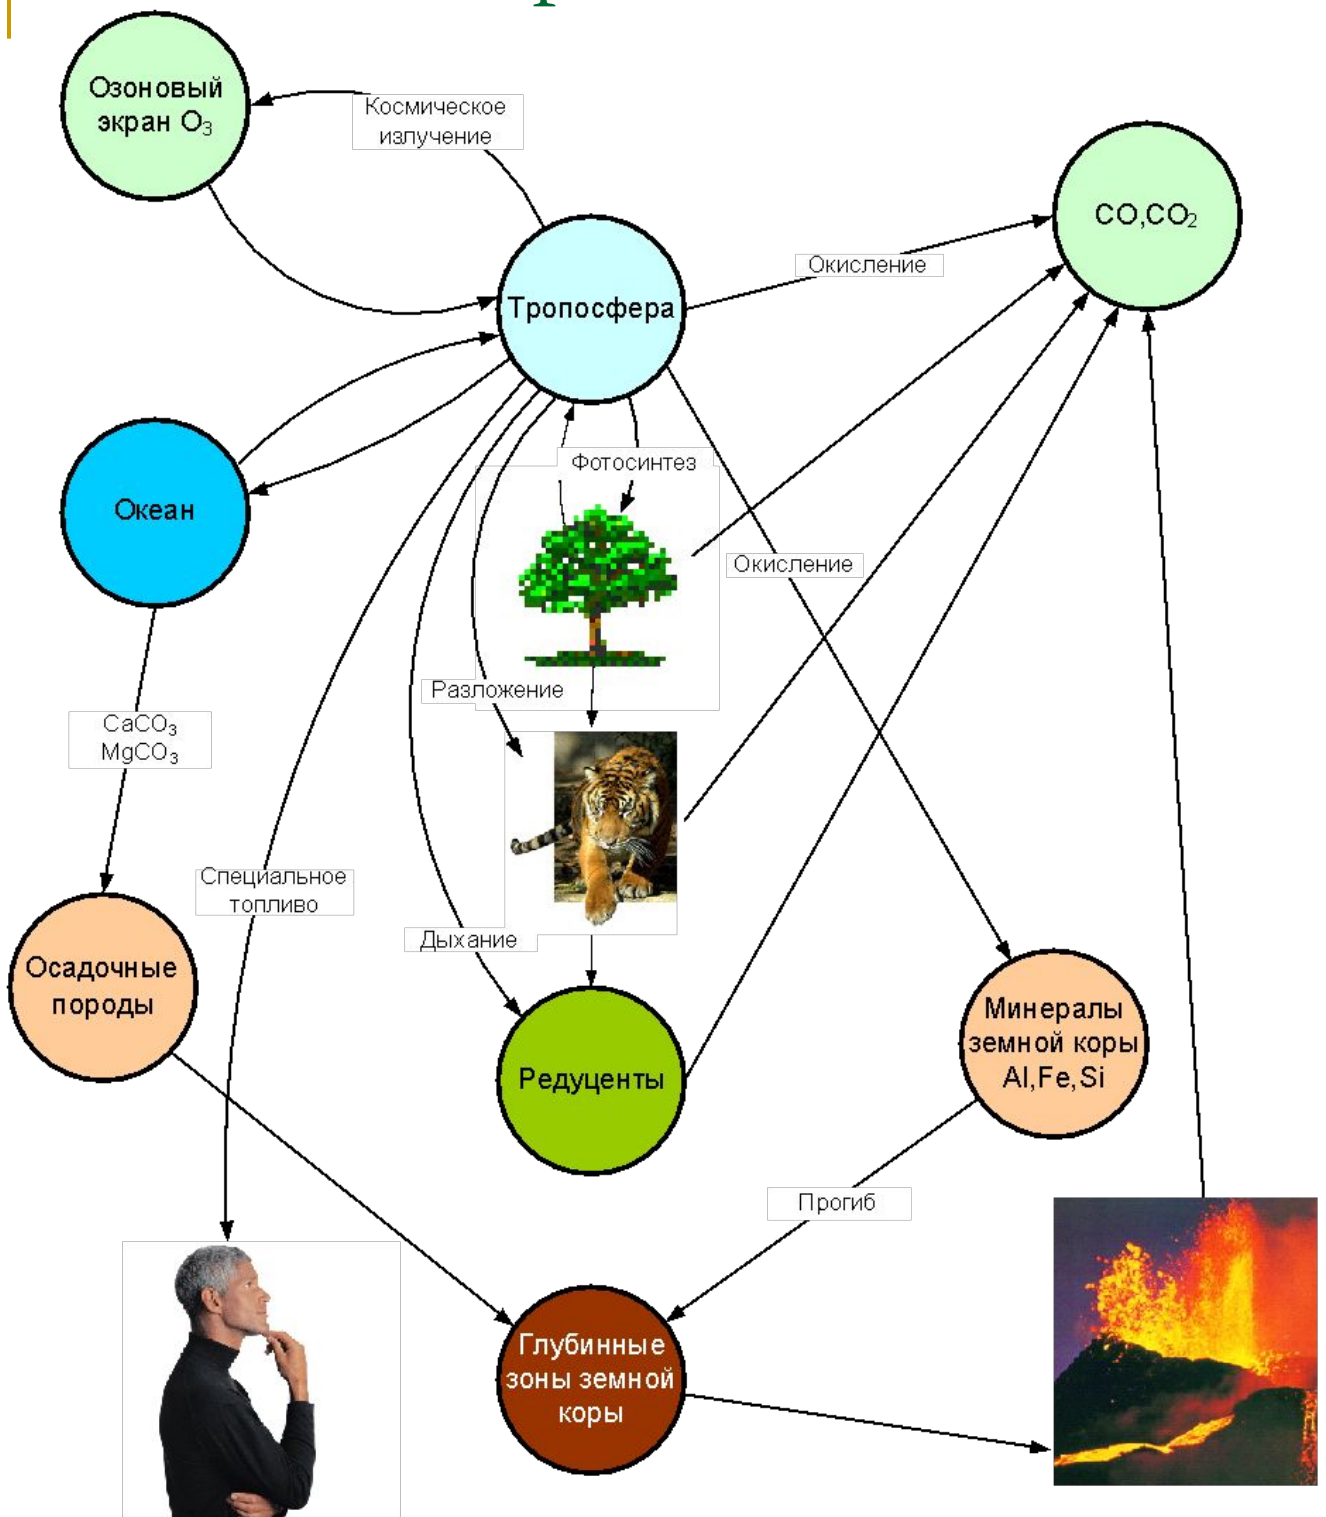 Озоновый
экран O₃
Космическое
излучение
CO,CO₂
Окисление
Тропосфера
Фотосинтез
Океан
Окисление
Разложение
CaCO₃
MgCO₃
Специальное
топливо
Дыхание
Осадочные
породы
Минералы
земной коры
Al,Fe,Si
Редуценты
Прогиб
Глубинные
зоны земной
коры